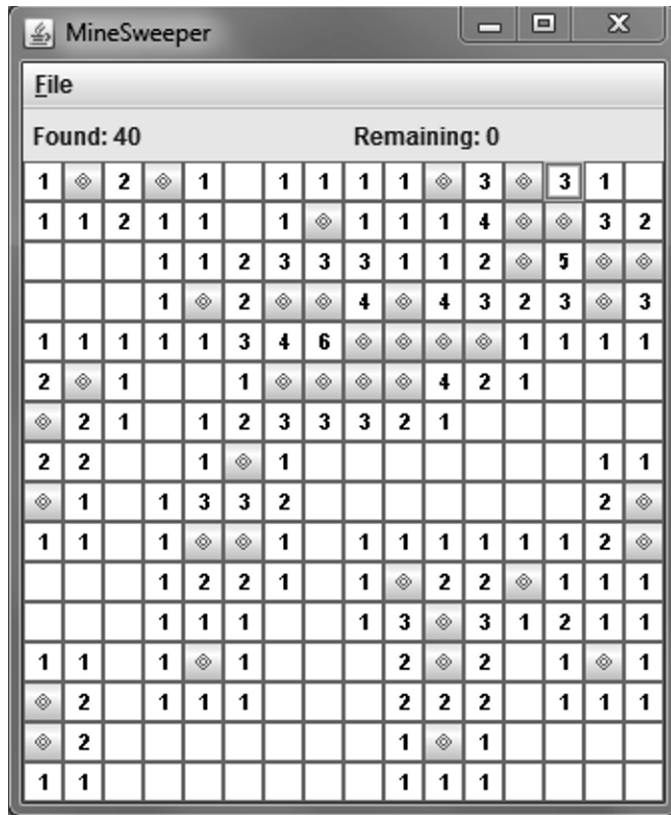 MineSweeper
File
Found: 40 Remaining: 0
1 2 1 1 1 1 1 3 3 1
1 1 2 1 1 1 1 1 1 4 3 2
1 1 2 3 3 3 1 1 2 5
1 2 4 4 3 2 3 3
1 1 1 1 1 3 4 6 1 1 1 1
2 1 1 4 2 1
2 1 1 2 3 3 3 2 1
2 2 1 1 1 1
1 1 3 3 2 2
1 1 1 1 1 1 1 1 1 1 2
1 2 2 1 1 2 2 1 1 1
1 1 1 1 3 3 1 2 1 1
1 1 1 1 2 2 1 1
2 1 1 1 2 2 2 1 1 1
2 1 1
1 1 1 1 1